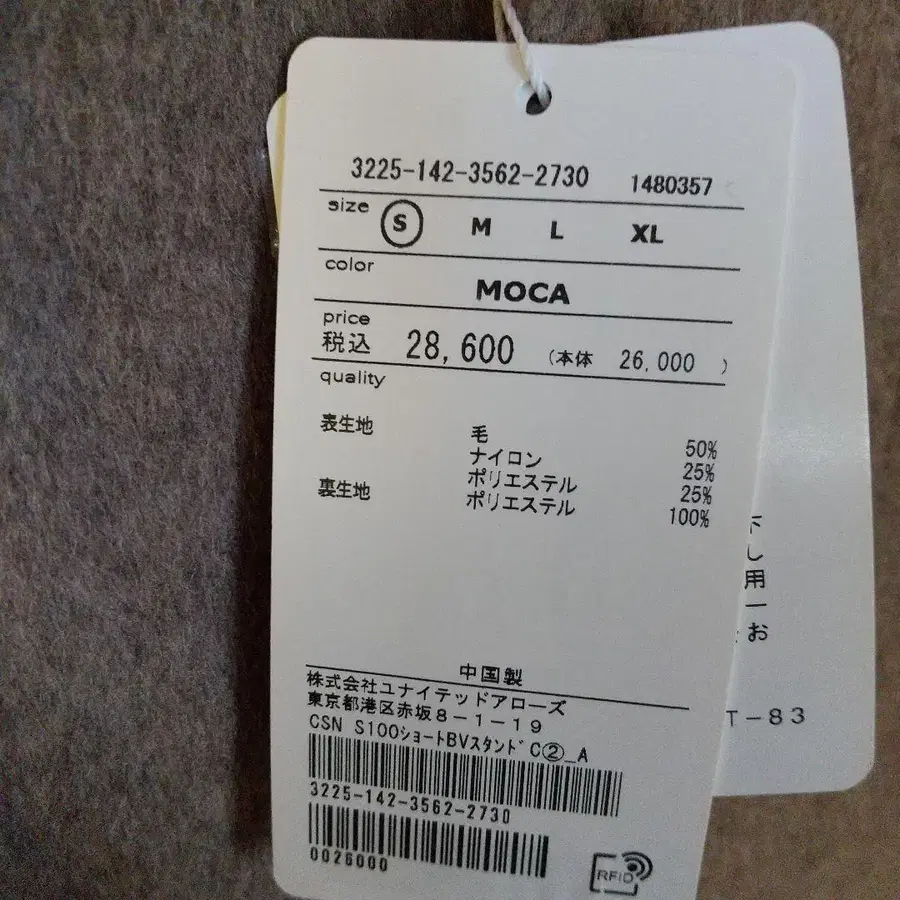 3225-142-3562-2730 1480357
size S M L XL
color
MOCA
price
税込 28,600 (本体 26,000 )
quality
表生地 毛 50%
ナイロン 25%
ポリエステル 25%
裏生地 ポリエステル 100%
中国製
株式会社ユナイテッドアローズ
東京都港区赤坂8-1-19
CSN S100ショートBVスタンドC②_A
3225-142-3562-2730
0026000
RFID
下
し
用
ー
お
T-83